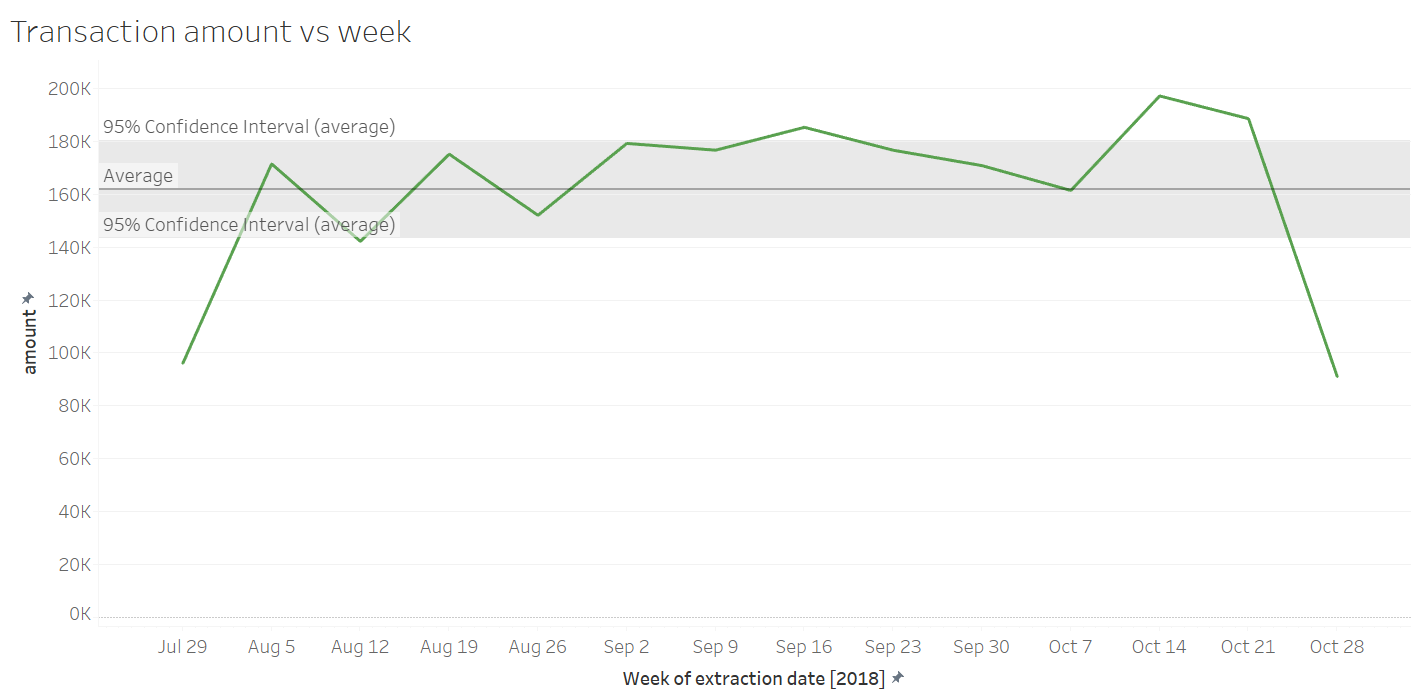 Transaction amount vs week
200K
180K
160K
140K
120K
100K
80K
60K
40K
20K
0K
amount
95% Confidence Interval (average)
Average
95% Confidence Interval (average)
Jul 29 Aug 5 Aug 12 Aug 19 Aug 26 Sep 2 Sep 9 Sep 16 Sep 23 Sep 30 Oct 7 Oct 14 Oct 21 Oct 28
Week of extraction date [2018]